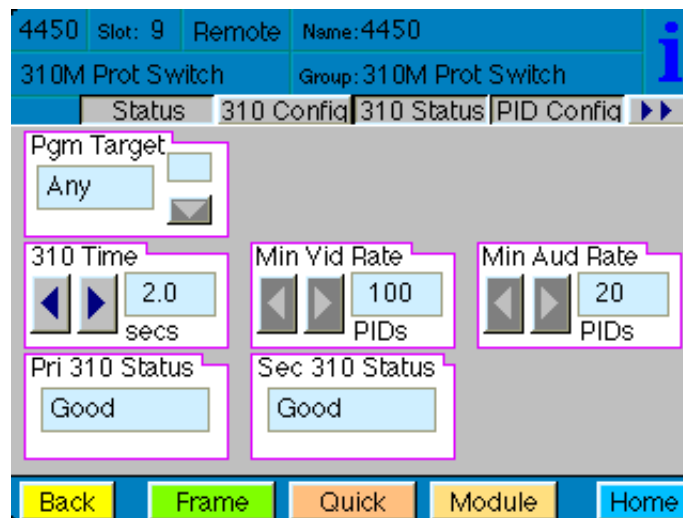 4450 Slot: 9 Remote Name:4450
310M Prot Switch Group:310M Prot Switch
i
Status 310 Config 310 Status PID Config
Pgm Target
Any
310 Time Min Vid Rate Min Aud Rate
2.0 100 20
secs PIDs PIDs
Pri 310 Status Sec 310 Status
Good Good
Back Frame Quick Module Home